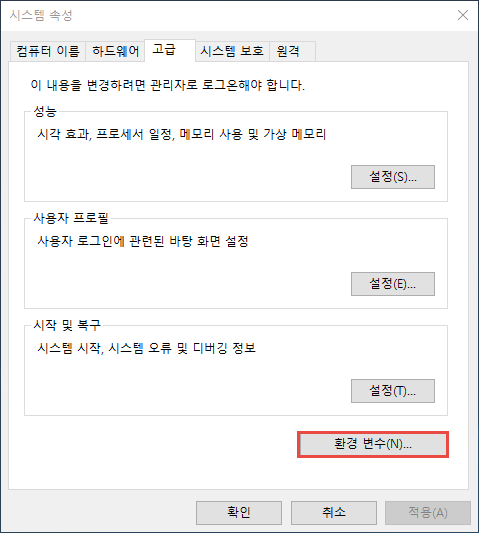 시스템 속성
컴퓨터 이름 하드웨어 고급 시스템 보호 원격
이 내용을 변경하려면 관리자로 로그온해야 합니다.
성능
시각 효과, 프로세서 일정, 메모리 사용 및 가상 메모리
설정(S)...
사용자 프로필
사용자 로그인에 관련된 바탕 화면 설정
설정(E)...
시작 및 복구
시스템 시작, 시스템 오류 및 디버깅 정보
설정(T)...
환경 변수(N)...
확인 취소 적용(A)